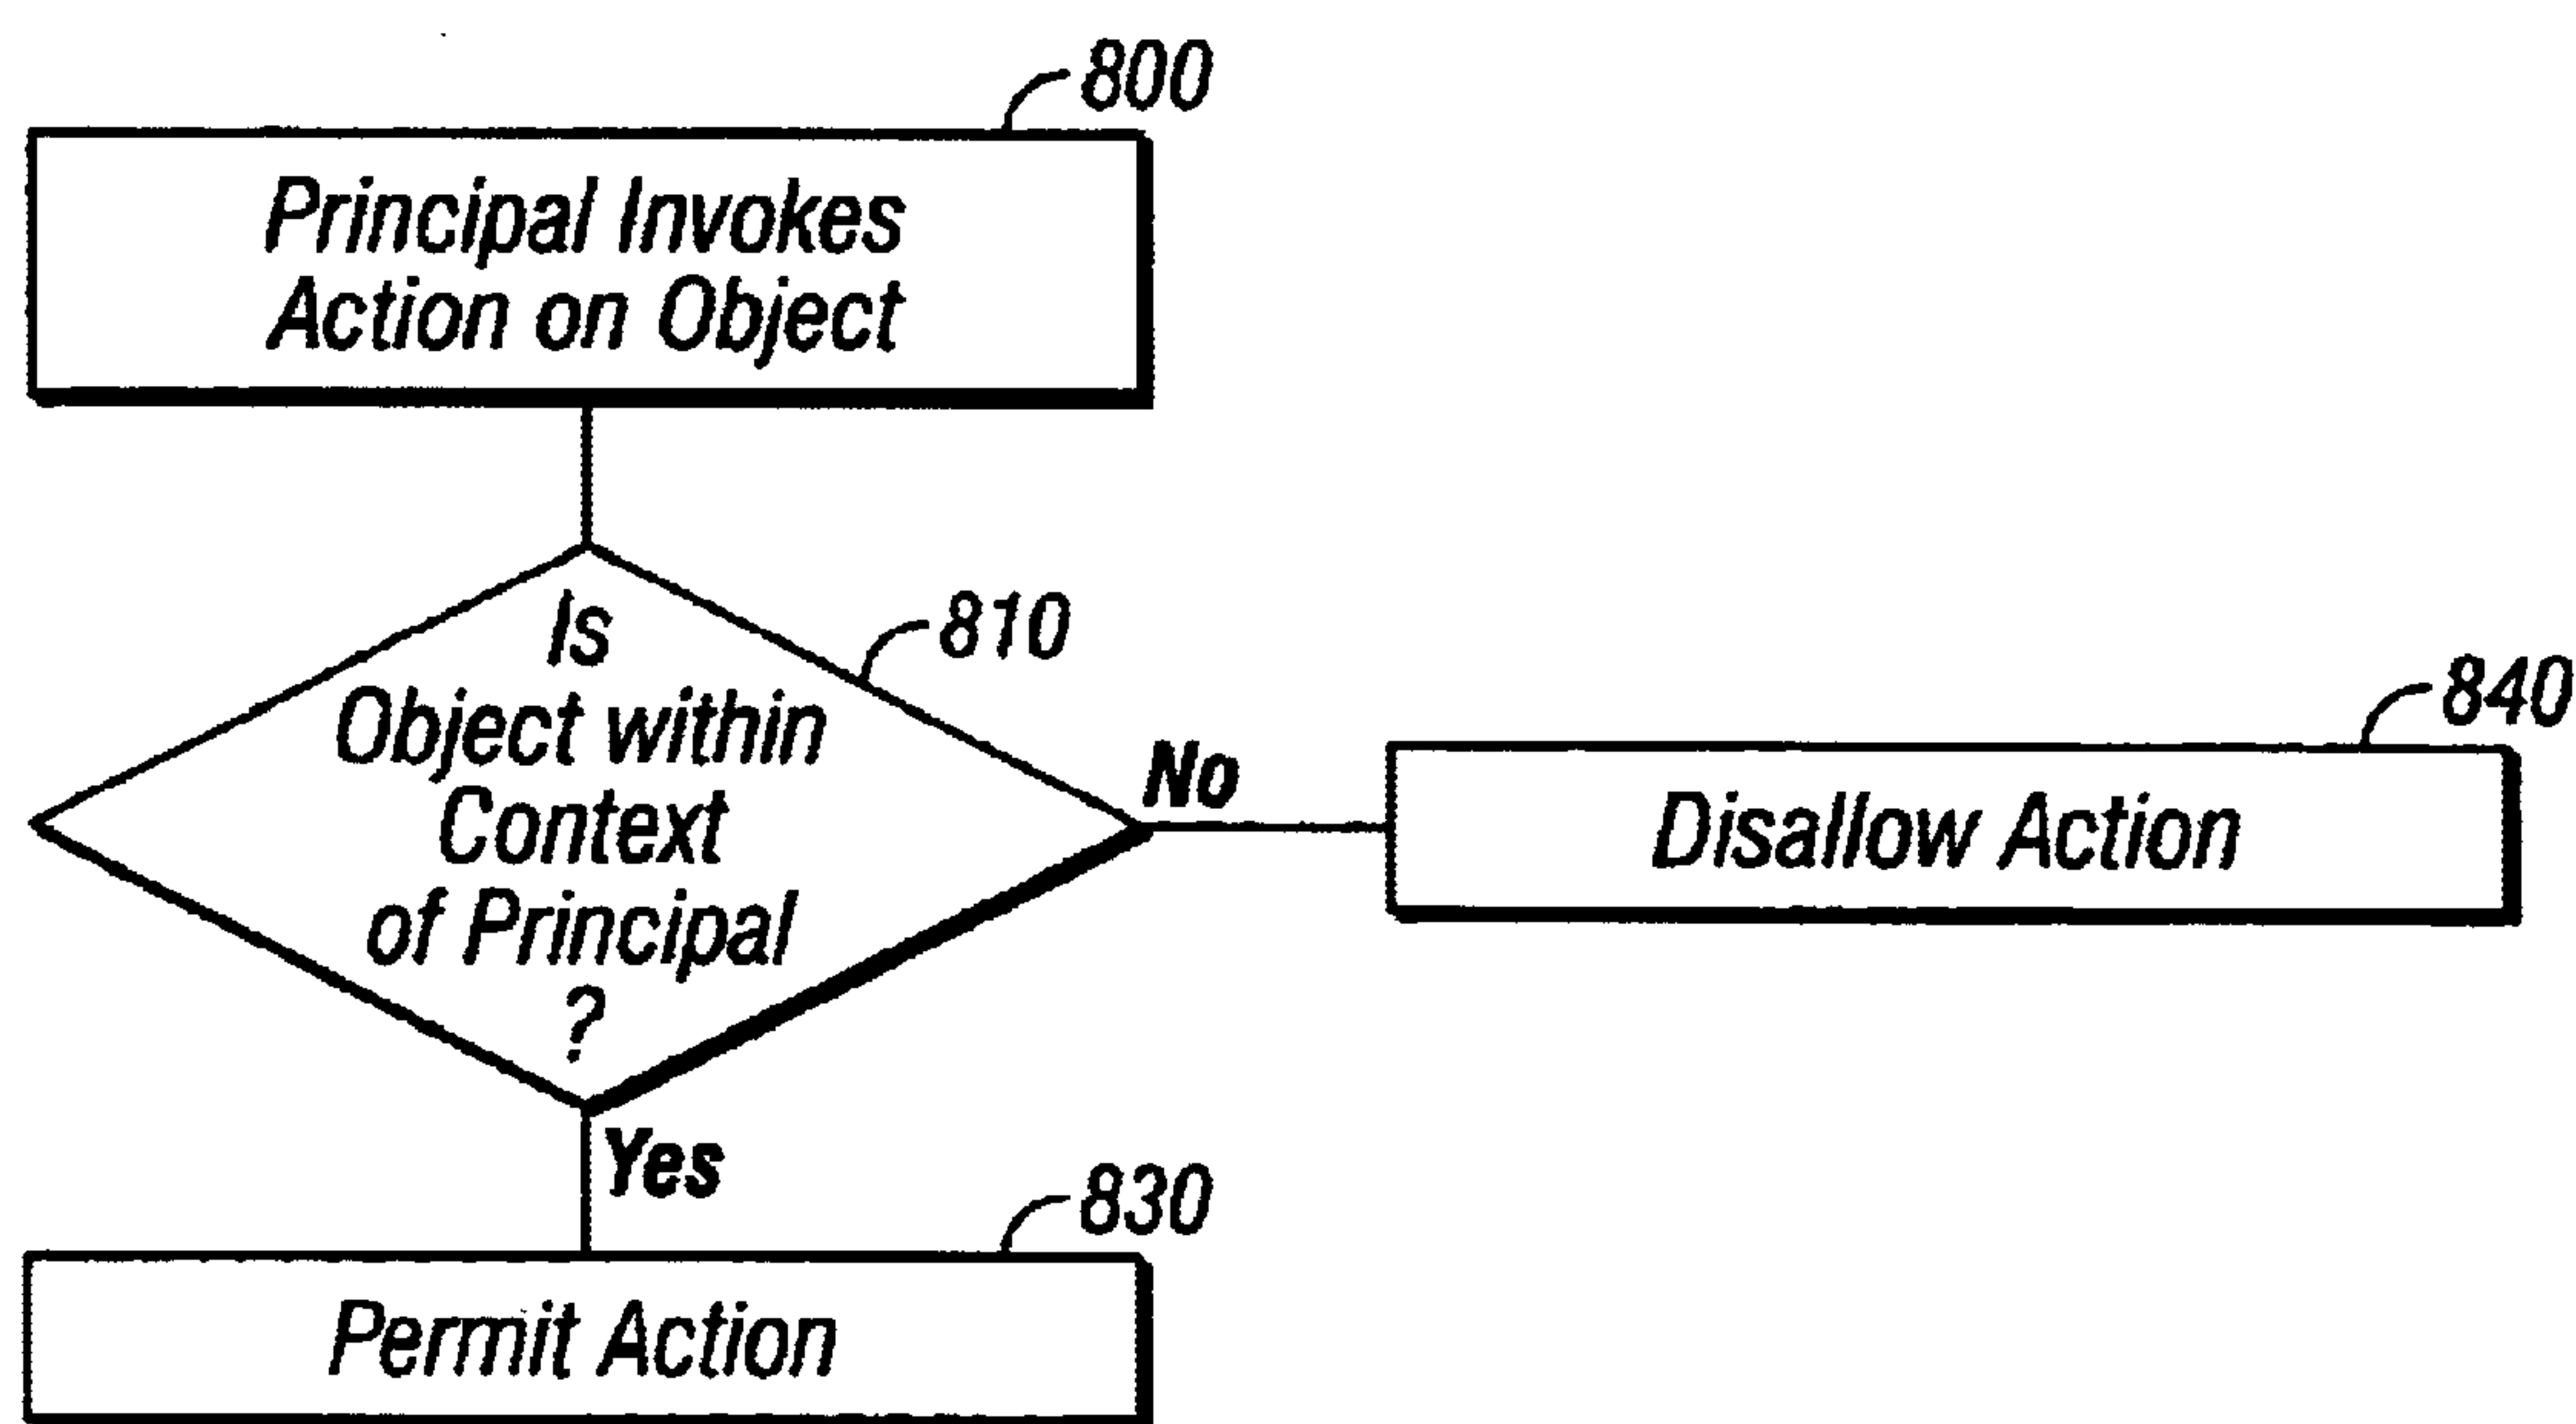 800
Principal Invokes
Action on Object
810
Is
Object within
Context
of Principal
?
No
840
Disallow Action
Yes
830
Permit Action